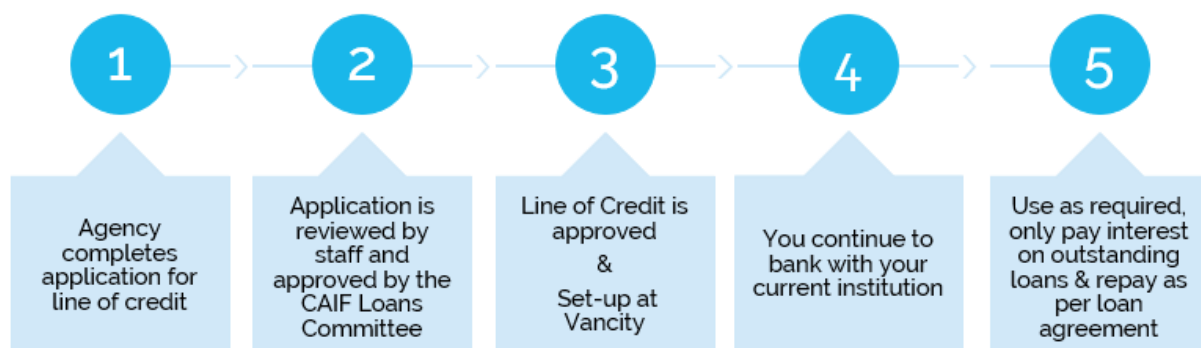 1
2
3
4
5
Agency
completes
application for
line of credit
Application is
reviewed by
staff and
approved by the
CAIF Loans
Committee
Line of Credit is
approved
&
Set-up at
Vancity
You continue to
bank with your
current institution
Use as required,
only pay interest
on outstanding
loans & repay as
per loan
agreement